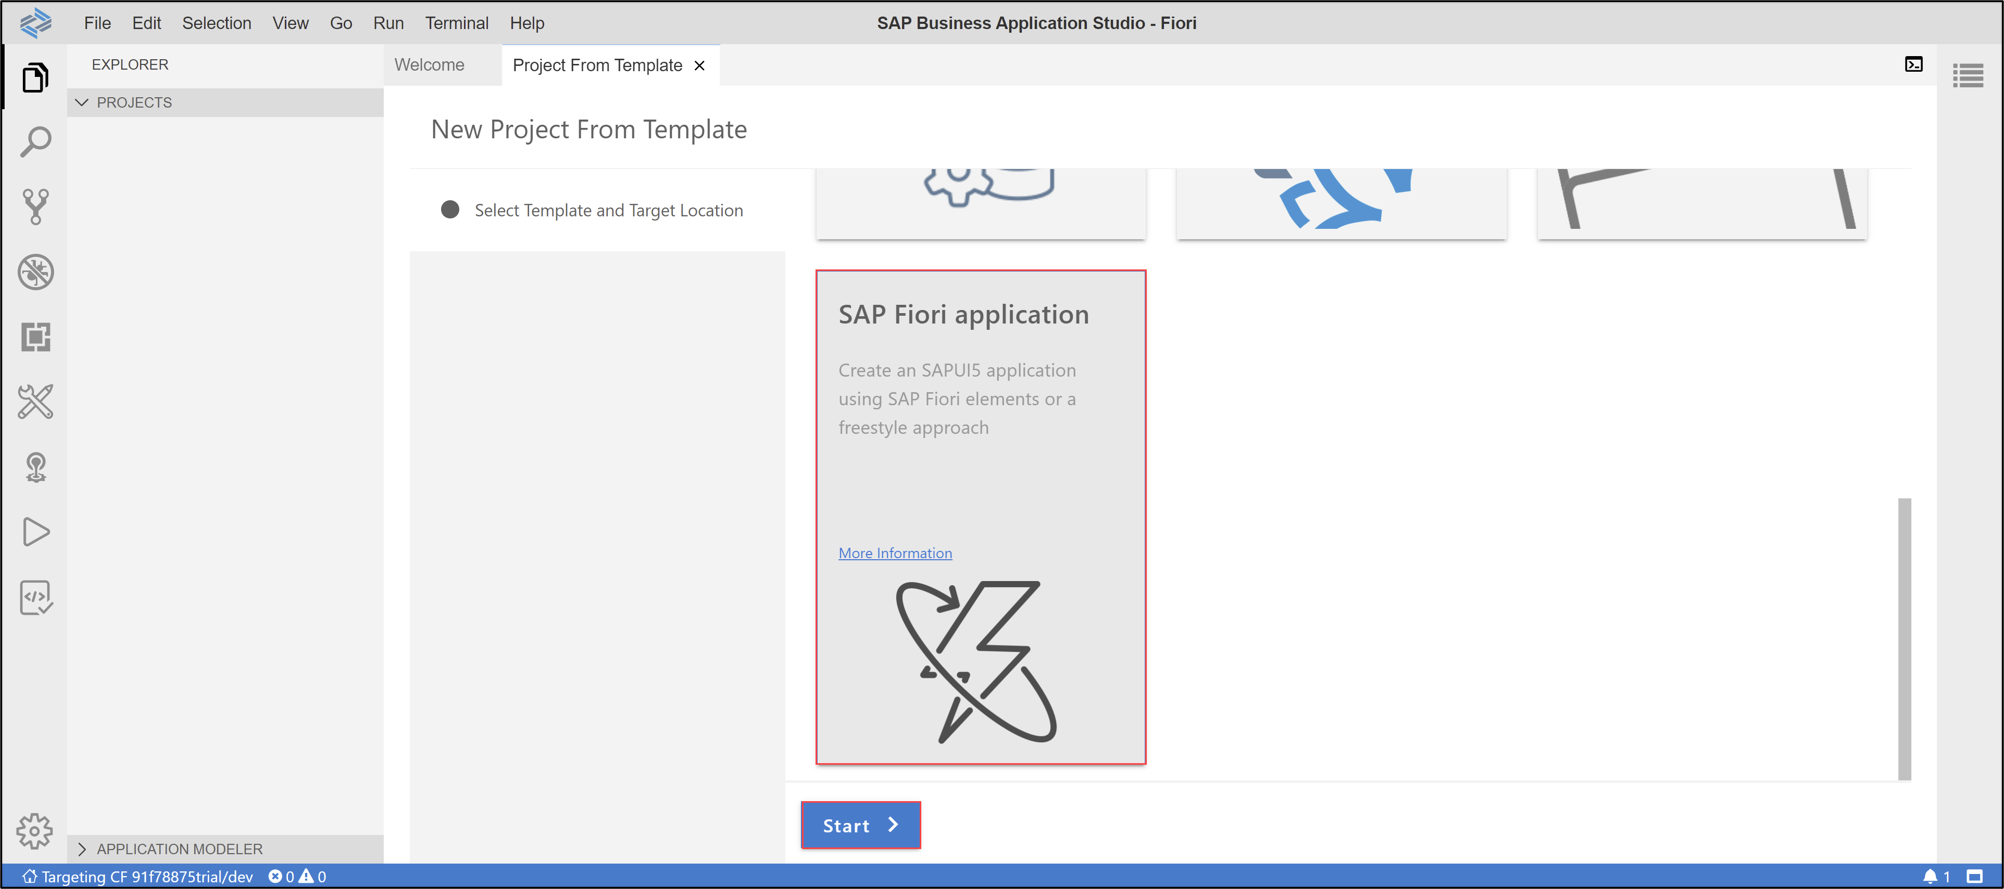 File Edit Selection View Go Run Terminal Help
SAP Business Application Studio - Fiori
EXPLORER
PROJECTS
Welcome
Project From Template
New Project From Template
Select Template and Target Location
SAP Fiori application
Create an SAPUI5 application
using SAP Fiori elements or a
freestyle approach
More Information
Start
APPLICATION MODELER
Targeting CF 91f78875trial/dev 0 0
1